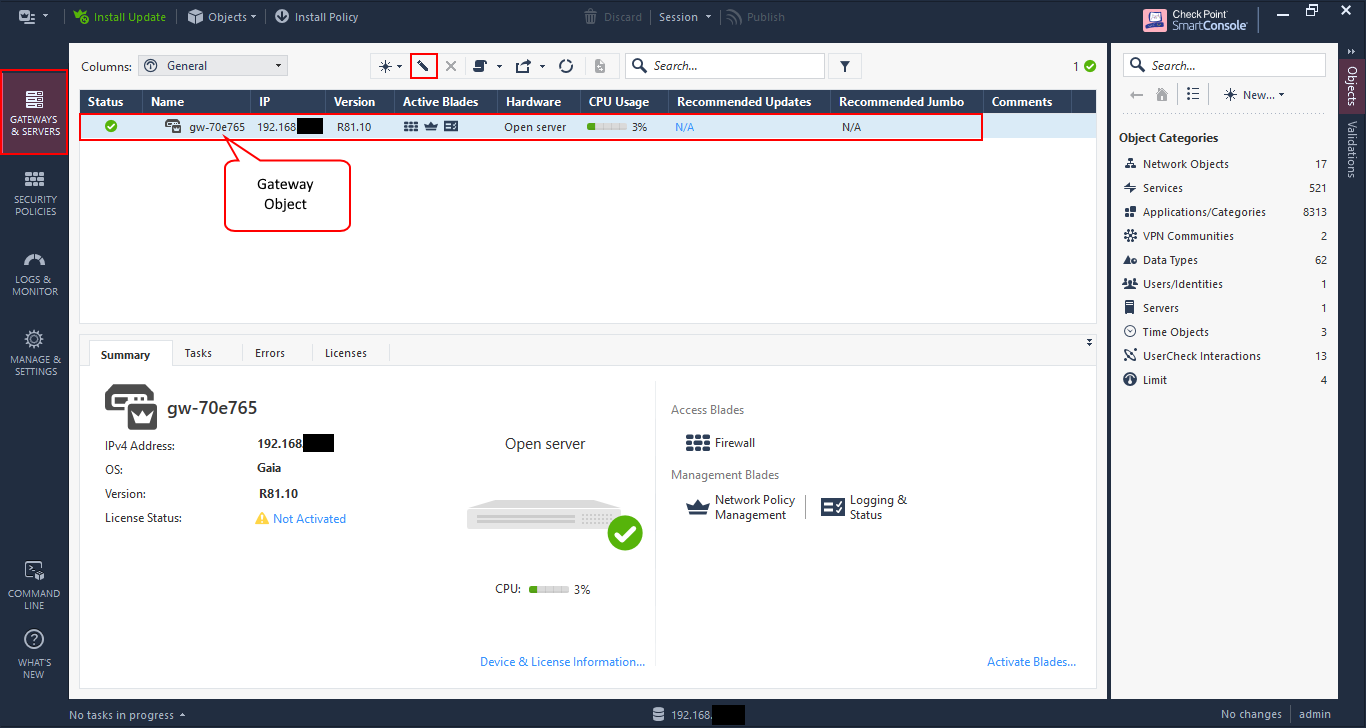 Install Update
Objects
Install Policy
Discard
Session
Publish
Check Point
SmartConsole
GATEWAYS
& SERVERS
SECURITY
POLICIES
LOGS &
MONITOR
MANAGE &
SETTINGS
COMMAND
LINE
WHAT'S
NEW
Columns: General
Search...
1
Status Name IP Version Active Blades Hardware CPU Usage Recommended Updates Recommended Jumbo Comments
gw-70e765 192.168. R81.10 Open server 3% N/A N/A
Gateway
Object
Summary Tasks Errors Licenses
gw-70e765
IPv4 Address: 192.168.
OS: Gaia
Version: R81.10
License Status: Not Activated
Open server
CPU: 3%
Device & License Information...
Access Blades
Firewall
Management Blades
Network Policy
Management
Logging &
Status
Activate Blades...
Search...
New...
Object Categories
Network Objects 17
Services 521
Applications/Categories 8313
VPN Communities 2
Data Types 62
Users/Identities 1
Servers 1
Time Objects 3
UserCheck Interactions 13
Limit 4
Objects
Validations
No tasks in progress
192.168.
No changes
admin